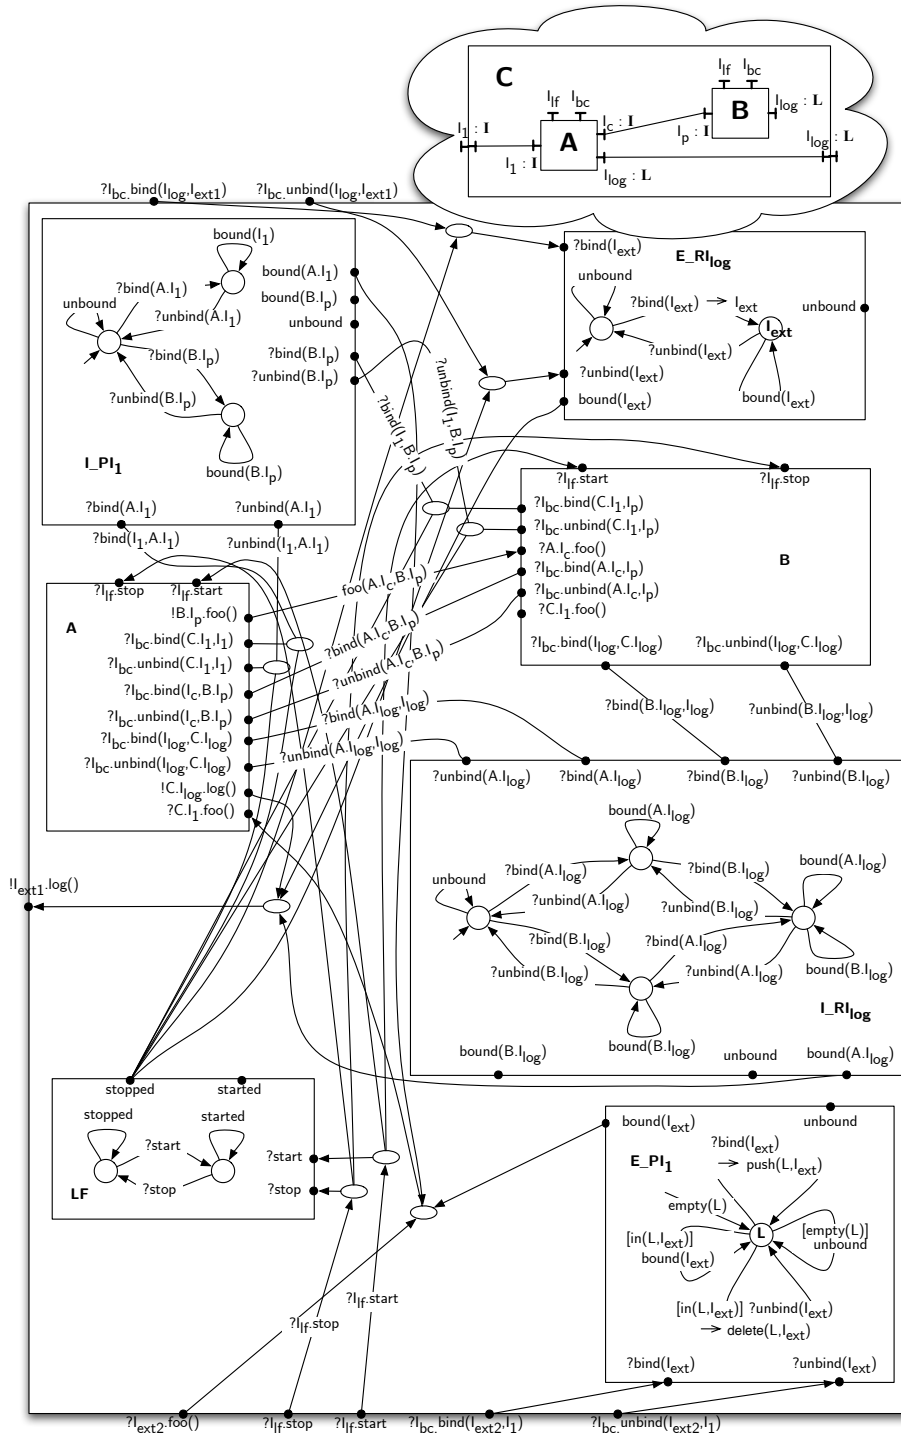 C
I_lf I_bc
I_lf I_bc
I_log : L
B
I_c : I
I_p : I
I_1 : I
A
I_1 : I
I_log : L
I_log : L
?I_bc.bind(I_log,I_ext1)
?I_bc.unbind(I_log,I_ext1)
bound(I_1)
?bind(A.I_1)
unbound
?unbind(A.I_1)
?bind(B.I_p)
?unbind(B.I_p)
bound(B.I_p)
I_PI_1
bound(A.I_1)
bound(B.I_p)
unbound
?bind(B.I_p)
?unbind(B.I_p)
?bind(A.I_1)
?unbind(A.I_1)
?bind(I_1,A.I_1)
?unbind(I_1,A.I_1)
?bind(I_1,B.I_p)
?unbind(I_1,B.I_p)
?bind(I_ext)
E_RI_log
unbound
?bind(I_ext) → I_ext
unbound
I_ext
?unbind(I_ext)
?unbind(I_ext)
bound(I_ext)
bound(I_ext)
?I_lf.start
?I_lf.stop
?I_bc.bind(C.I_1,I_p)
?I_bc.unbind(C.I_1,I_p)
?A.I_c.foo()
?I_bc.bind(A.I_c,I_p)
?I_bc.unbind(A.I_c,I_p)
?C.I_1.foo()
B
?I_bc.bind(I_log,C.I_log)
?I_bc.unbind(I_log,C.I_log)
?I_lf.stop
?I_lf.start
A
!B.I_p.foo()
?I_bc.bind(C.I_1,I_1)
?I_bc.unbind(C.I_1,I_1)
?I_bc.bind(I_c,B.I_p)
?I_bc.unbind(I_c,B.I_p)
?I_bc.bind(I_log,C.I_log)
?I_bc.unbind(I_log,C.I_log)
!C.I_log.log()
?C.I_1.foo()
foo(A.I_c,B.I_p)
?bind(A.I_c,B.I_p)
?unbind(A.I_c,B.I_p)
?bind(A.I_log,I_log)
?unbind(A.I_log,I_log)
?bind(B.I_log,I_log)
?unbind(B.I_log,I_log)
?unbind(A.I_log)
?bind(A.I_log)
?bind(B.I_log)
?unbind(B.I_log)
bound(A.I_log)
?bind(A.I_log)
?bind(B.I_log)
bound(A.I_log)
unbound
?unbind(A.I_log)
?unbind(B.I_log)
?bind(B.I_log)
?bind(A.I_log)
?unbind(B.I_log)
?unbind(A.I_log)
bound(B.I_log)
bound(B.I_log)
I_RI_log
bound(B.I_log)
unbound
bound(A.I_log)
!I_ext1.log()
stopped
started
stopped
started
?start
?stop
LF
?start
?stop
bound(I_ext)
unbound
E_PI_1
?bind(I_ext)
→ push(L,I_ext)
empty(L)
[in(L,I_ext)]
bound(I_ext)
L
[empty(L)]
unbound
[in(L,I_ext)] ?unbind(I_ext)
→ delete(L,I_ext)
?bind(I_ext)
?unbind(I_ext)
?I_lf.start
?I_lf.stop
?I_ext2.foo()
?I_lf.stop
?I_lf.start
?I_bc.bind(I_ext2,I_1)
?I_bc.unbind(I_ext2,I_1)